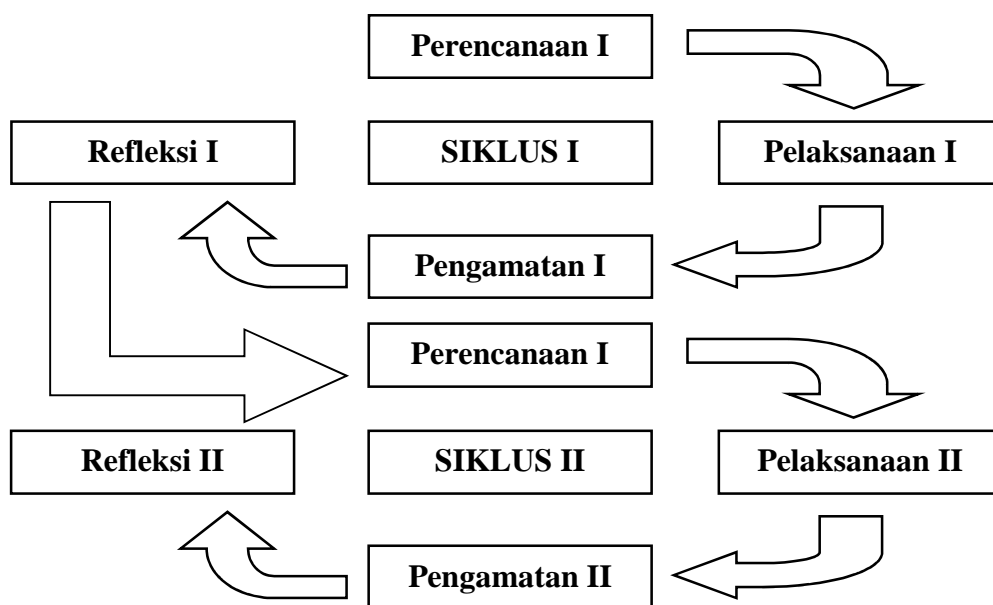 Perencanaan I
Refleksi I
SIKLUS I
Pelaksanaan I
Pengamatan I
Perencanaan I
Refleksi II
SIKLUS II
Pelaksanaan II
Pengamatan II